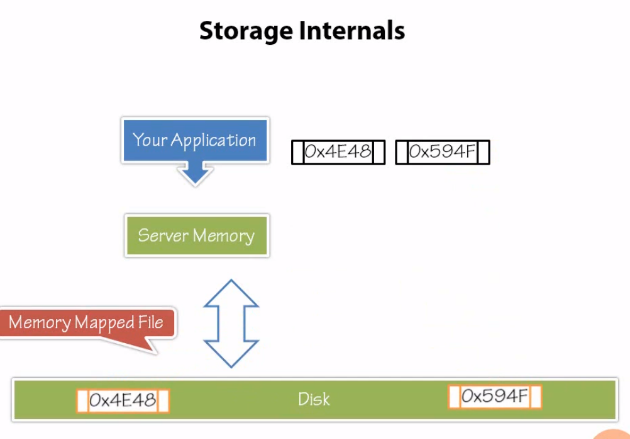 Storage Internals
Your Application
0x4E48 0x594F
Server Memory
Memory Mapped File
0x4E48 Disk 0x594F